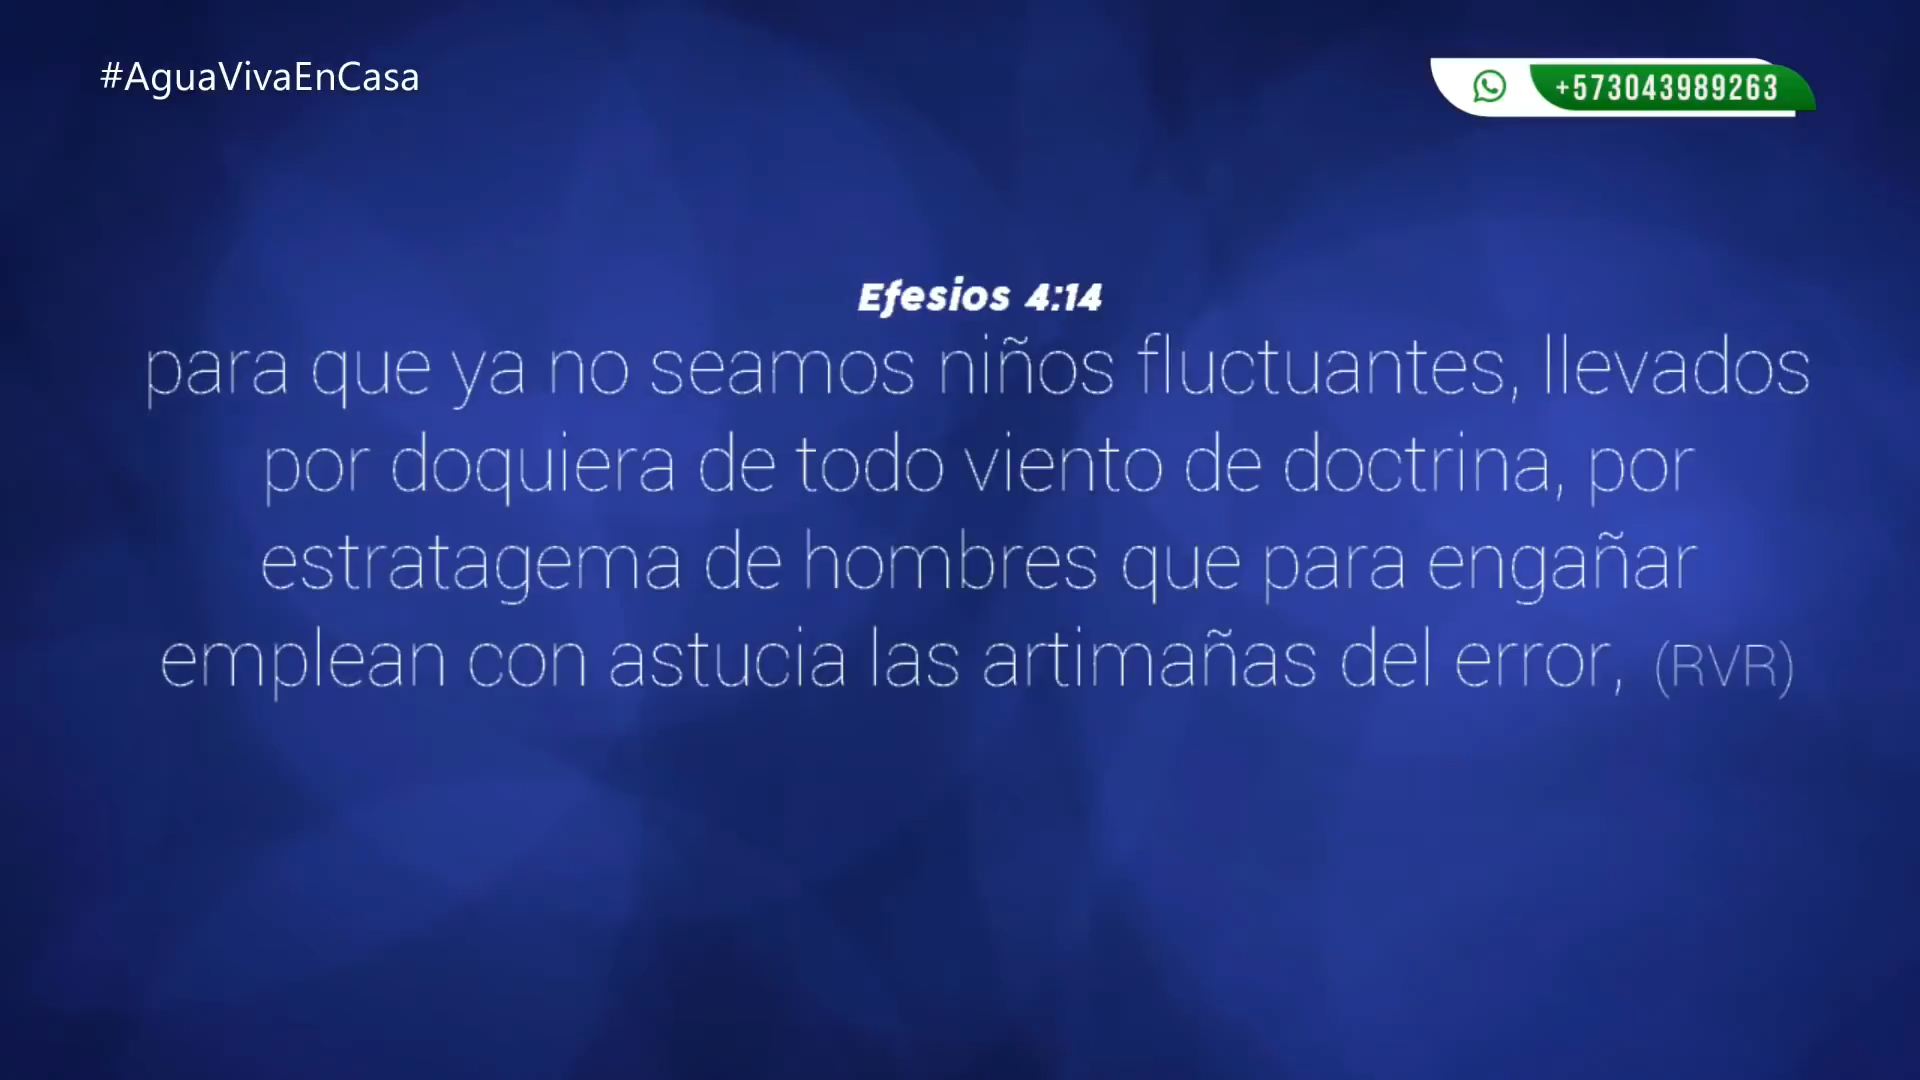 #AguaVivaEnCasa
+573043989263
Efesios 4:14
para que ya no seamos niños fluctuantes, llevados
por doquiera de todo viento de doctrina, por
estratagema de hombres que para engañar
emplean con astucia las artimañas del error, (RVR)